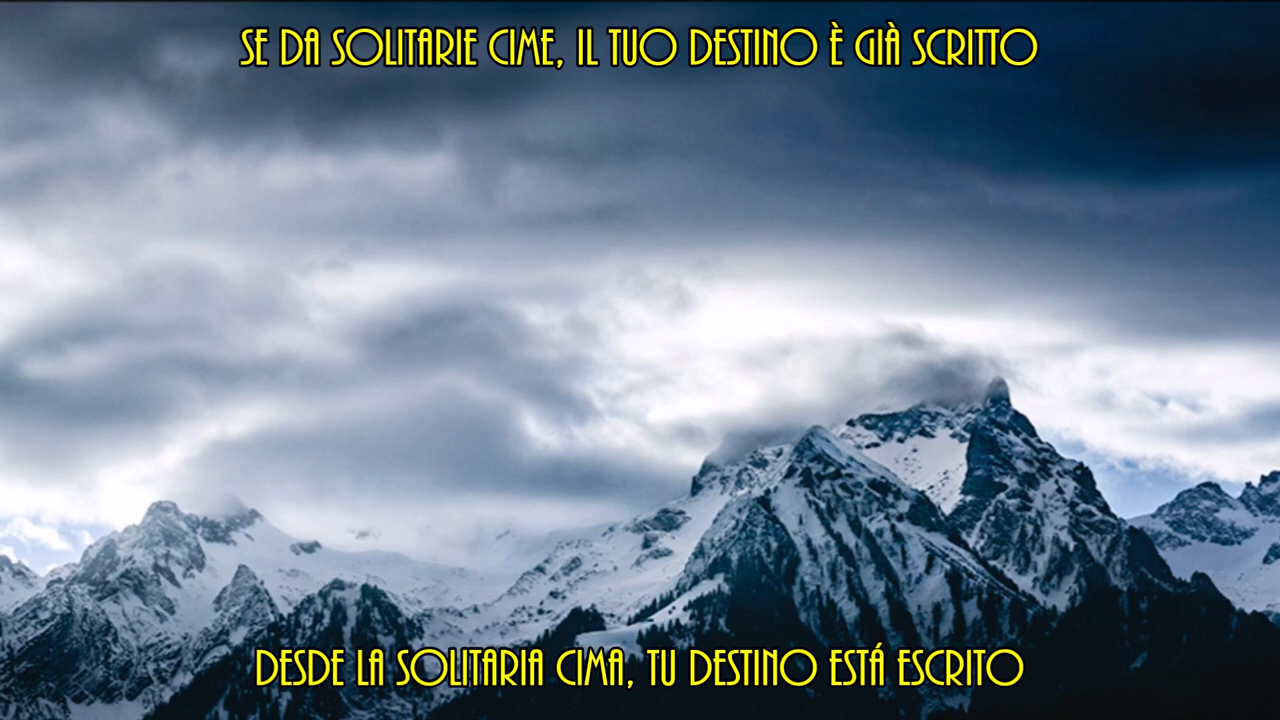 SE DA SOLITARIE CIME, IL TUO DESTINO È GIÀ SCRITTO
DESDE LA SOLITARIA CIMA, TU DESTINO ESTÁ ESCRITO